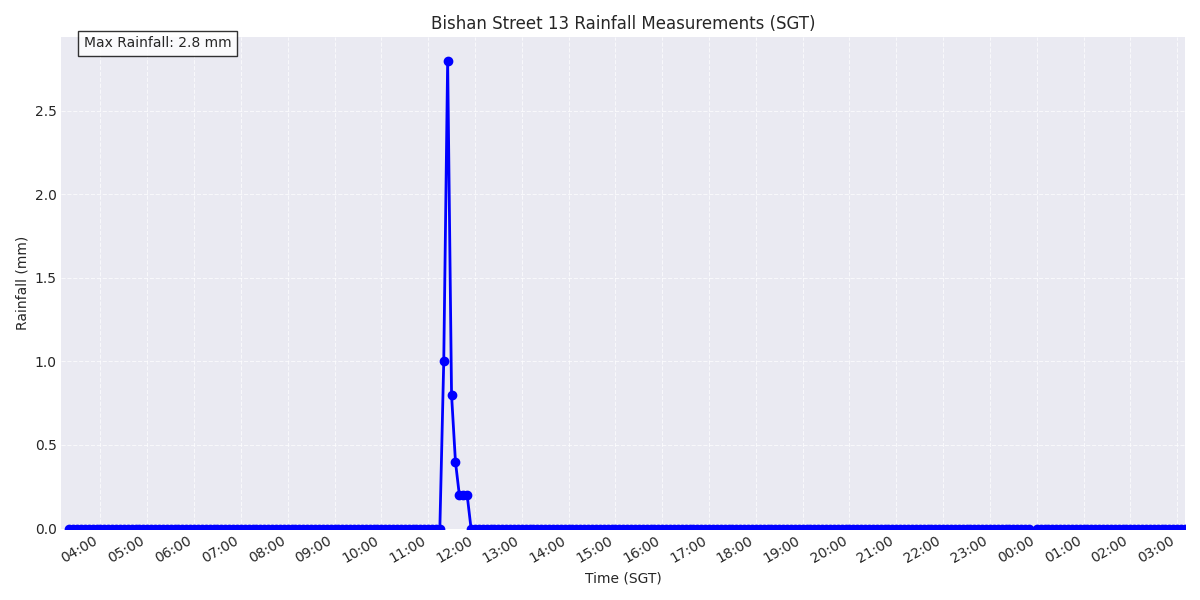 Bishan Street 13 Rainfall Measurements (SGT)
Max Rainfall: 2.8 mm
Rainfall (mm)
2.5
2.0
1.5
1.0
0.5
0.0
04:00 05:00 06:00 07:00 08:00 09:00 10:00 11:00 12:00 13:00 14:00 15:00 16:00 17:00 18:00 19:00 20:00 21:00 22:00 23:00 00:00 01:00 02:00 03:00
Time (SGT)